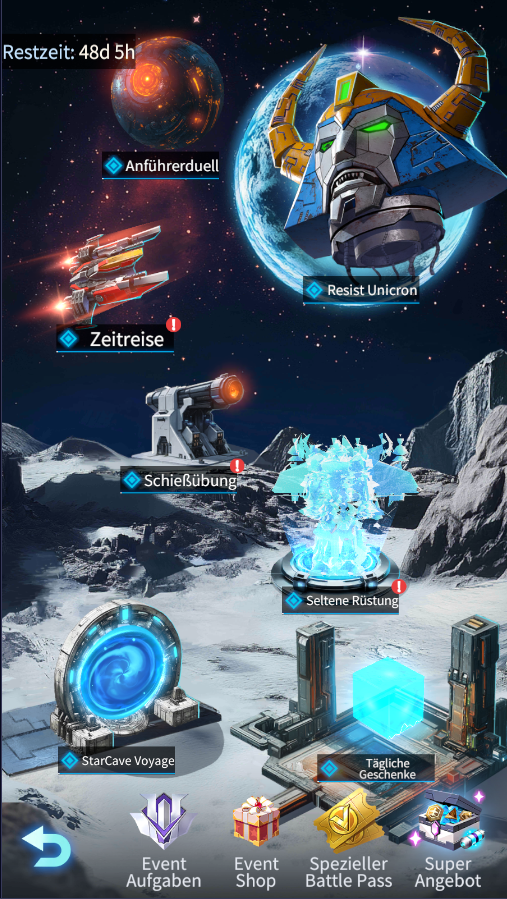 Restzeit: 48d 5h
Anführerduell
Resist Unicron
Zeitreise
Schießübung
Seltene Rüstung
StarCave Voyage
Tägliche
Geschenke
Event
Aufgaben
Event
Shop
Spezieller
Battle Pass
Super
Angebot